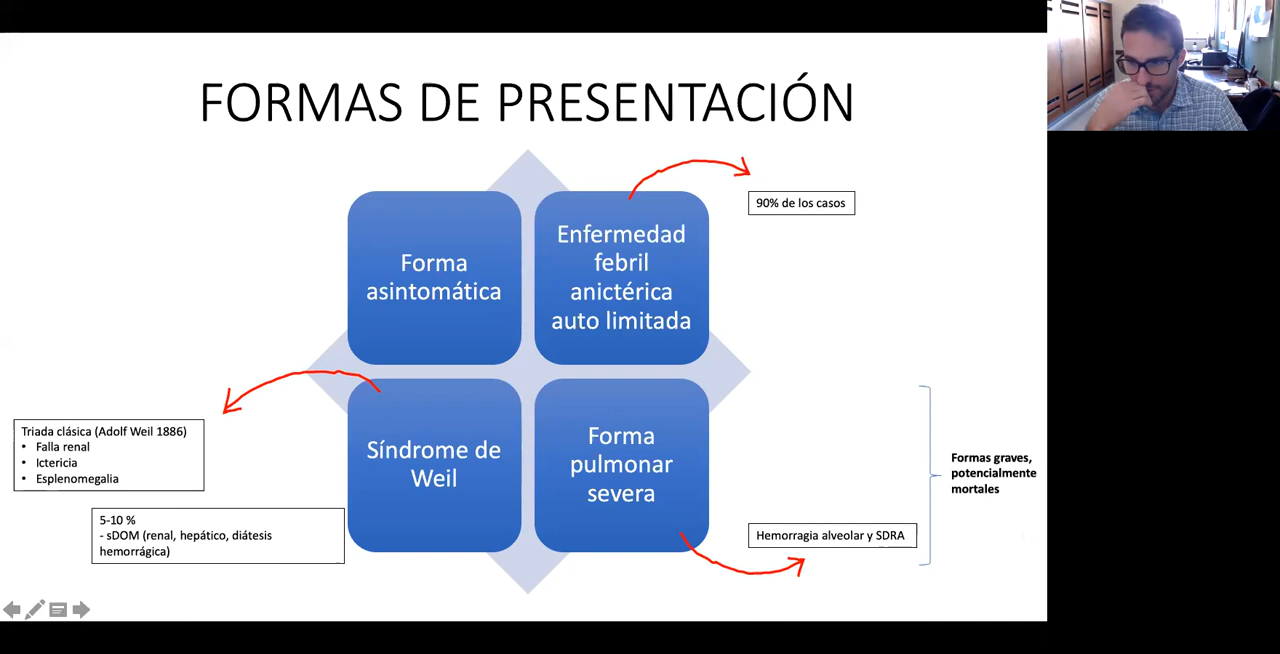 FORMAS DE PRESENTACIÓN
Forma
asintomática
Enfermedad
febril
anictérica
auto limitada
90% de los casos
Síndrome de
Weil
Forma
pulmonar
severa
Triada clásica (Adolf Weil 1886)
• Falla renal
• Ictericia
• Esplenomegalia
5-10 %
- sDOM (renal, hepático, diátesis
hemorrágica)
Hemorragia alveolar y SDRA
Formas graves,
potencialmente
mortales